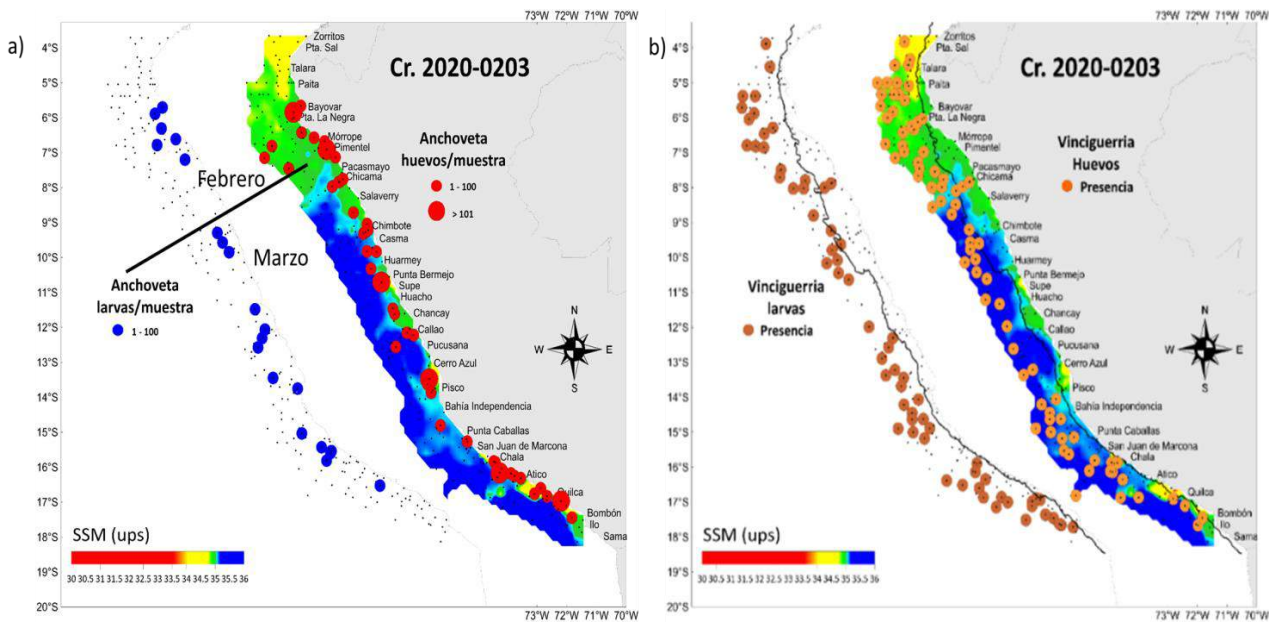 73°W 71°W 70°W
a)
4°S
5°S
6°S
7°S
8°S
9°S
10°S
11°S
12°S
13°S
14°S
15°S
16°S
17°S
18°S
19°S
20°S
Cr. 2020-0203
Zorritos
Pta. Sal
Talara
Paita
Bayovar
Pta. La Negra
Mórrope
Pimentel
Pacasmayo
Chicama
Salaverry
Chimbote
Casma
Huarmey
Punta Bermejo
Supe
Huacho
Chancay
Callao
Pucusana
Cerro Azul
Pisco
Bahía Independencia
Punta Caballas
San Juan de Marcona
Chala
Atico
Quilca
Bombón
Ilo
Sama
Anchoveta
huevos/muestra
1 - 100
> 101
Febrero
Marzo
Anchoveta
larvas/muestra
1 - 100
N
W E
S
SSM (ups)
30 30.5 31 31.5 32 32.5 33 33.5 34 34.5 35 35.5 36
73°W 71°W 70°W
73°W 71°W 70°W
b)
4°S
5°S
6°S
7°S
8°S
9°S
10°S
11°S
12°S
13°S
14°S
15°S
16°S
17°S
18°S
19°S
20°S
Cr. 2020-0203
Zorritos
Pta. Sal
Talara
Paita
Bayovar
Pta. La Negra
Mórrope
Pimentel
Pacasmayo
Chicama
Salaverry
Chimbote
Casma
Huarmey
Punta Bermejo
Supe
Huacho
Chancay
Callao
Pucusana
Cerro Azul
Pisco
Bahía Independencia
Punta Caballas
San Juan de Marcona
Chala
Atico
Quilca
Bombón
Ilo
Sama
Vinciguerria
Huevos
Presencia
Vinciguerria
larvas
Presencia
N
W E
S
SSM (ups)
30 30.5 31 31.5 32 32.5 33 33.5 34 34.5 35 35.5 36
73°W 71°W 70°W